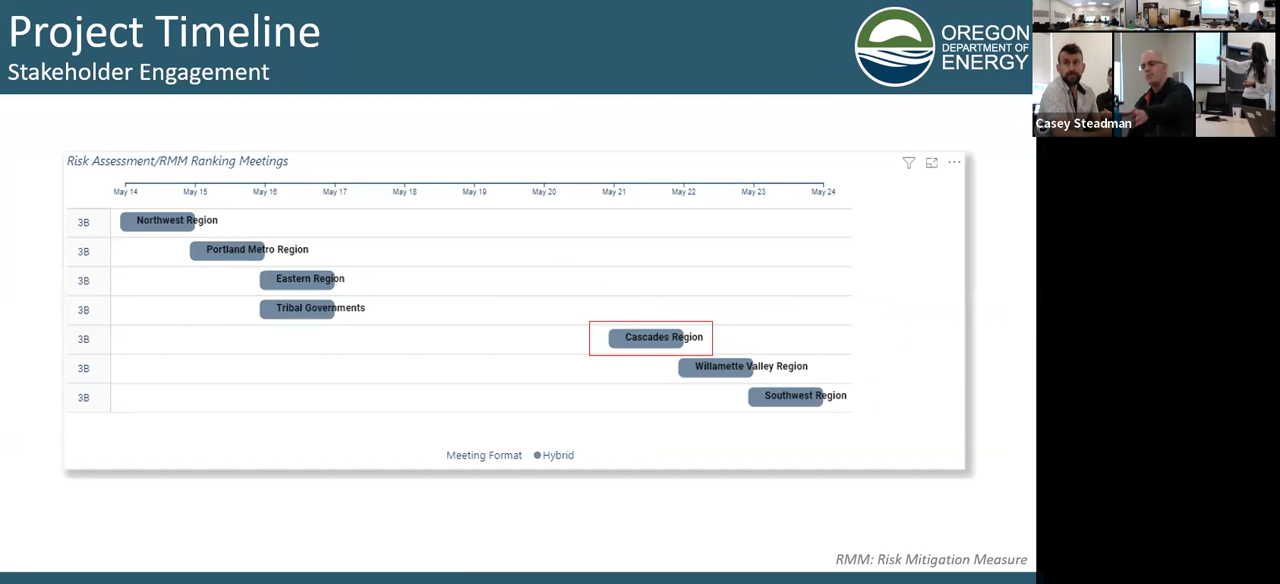 Project Timeline
Stakeholder Engagement
OREGON
DEPARTMENT OF
ENERGY
Casey Steadman
Risk Assessment/RMM Ranking Meetings
May 14 May 15 May 16 May 17 May 18 May 19 May 20 May 21 May 22 May 23 May 24
3B Northwest Region
3B Portland Metro Region
3B Eastern Region
3B Tribal Governments
3B Cascades Region
3B Willamette Valley Region
3B Southwest Region
Meeting Format Hybrid
RMM: Risk Mitigation Measure